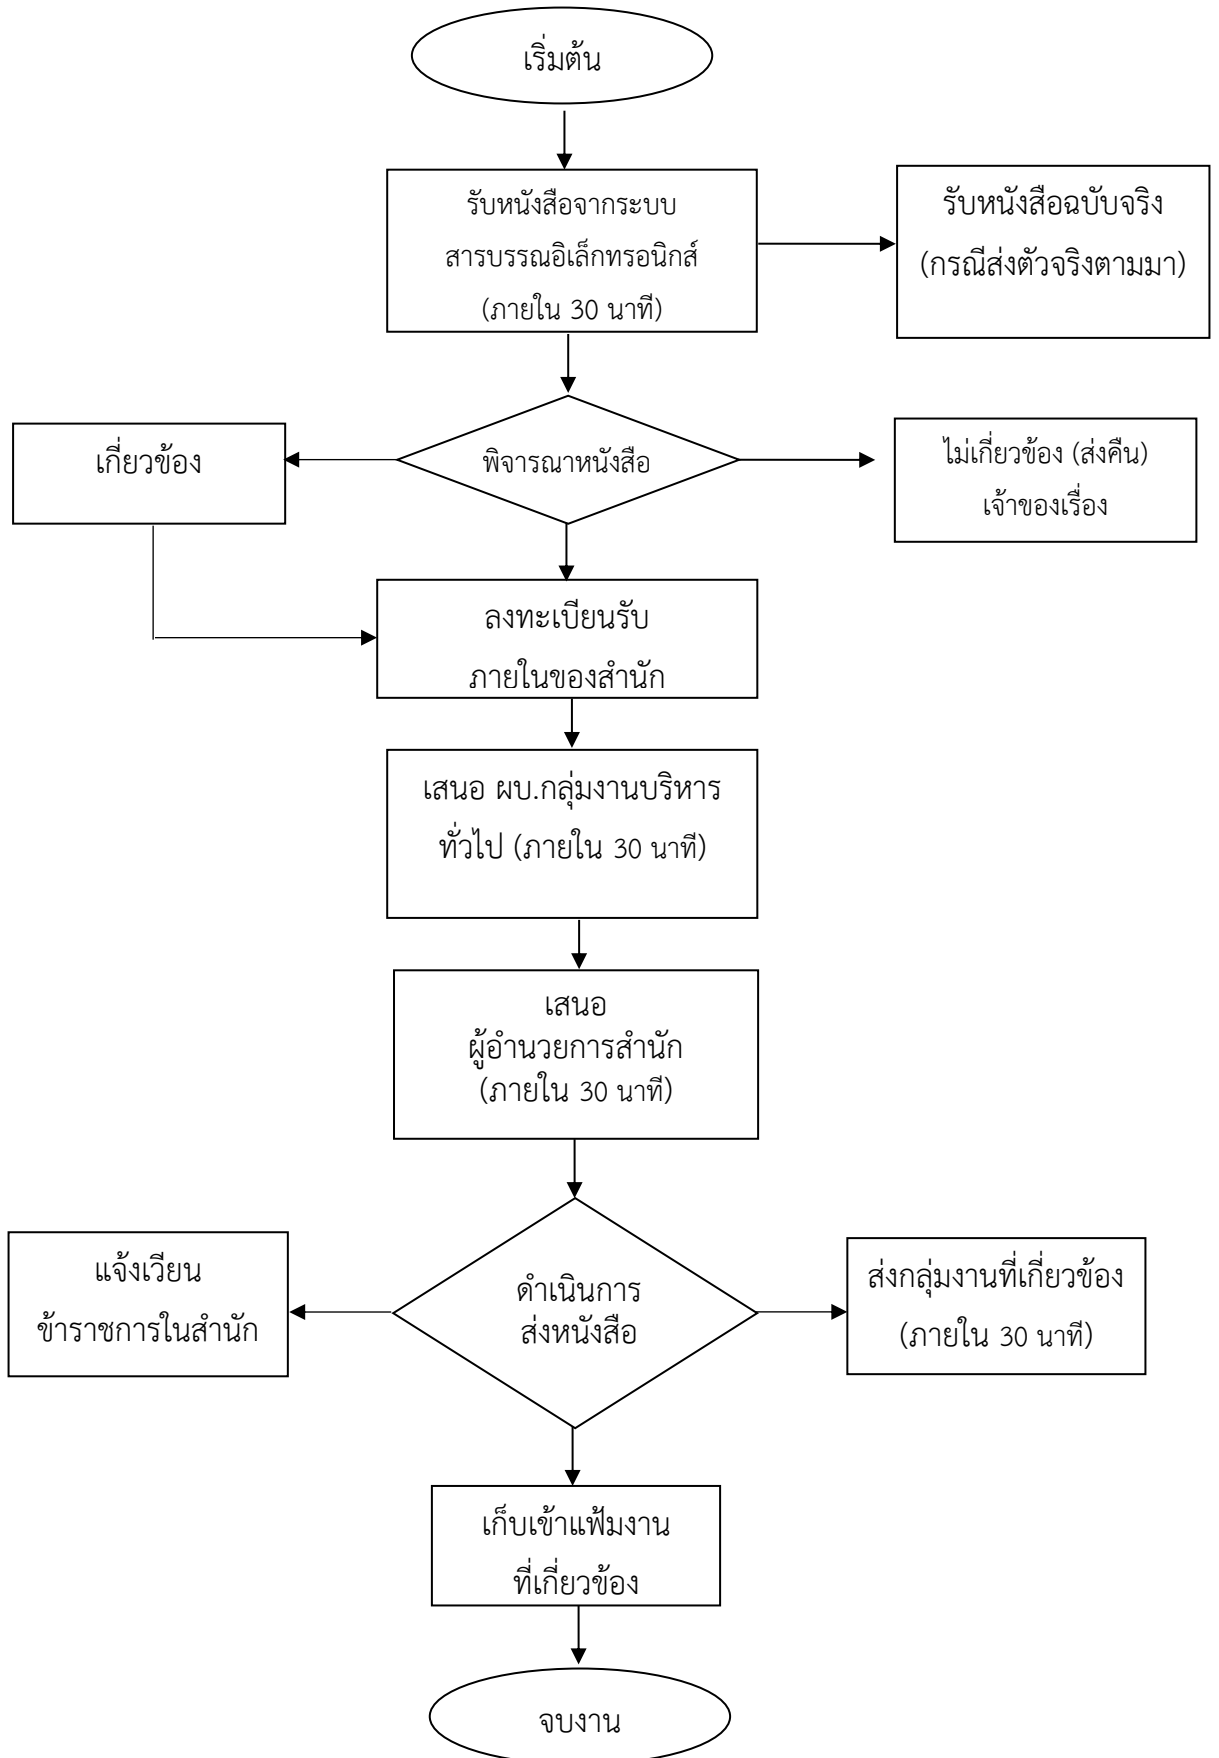 เริ่มต้น
รับหนังสือจากระบบ
สารบรรณอิเล็กทรอนิกส์
(ภายใน 30 นาที)
รับหนังสือฉบับจริง
(กรณีส่งตัวจริงตามมา)
เกี่ยวข้อง
พิจารณาหนังสือ
ไม่เกี่ยวข้อง (ส่งคืน)
เจ้าของเรื่อง
ลงทะเบียนรับ
ภายในของสำนัก
เสนอ ผบ.กลุ่มงานบริหาร
ทั่วไป (ภายใน 30 นาที)
เสนอ
ผู้อำนวยการสำนัก
(ภายใน 30 นาที)
แจ้งเวียน
ข้าราชการในสำนัก
ดำเนินการ
ส่งหนังสือ
ส่งกลุ่มงานที่เกี่ยวข้อง
(ภายใน 30 นาที)
เก็บเข้าแฟ้มงาน
ที่เกี่ยวข้อง
จบงาน